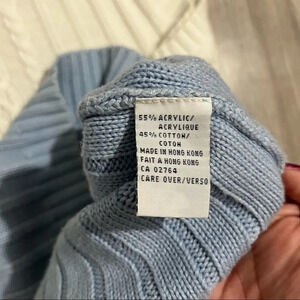 55% ACRYLIC/
ACRYLIQUE
45% COTTON/
COTON
MADE IN HONG KONG
FAIT A HONG KONG
CA 02764
CARE OVER/VERSO